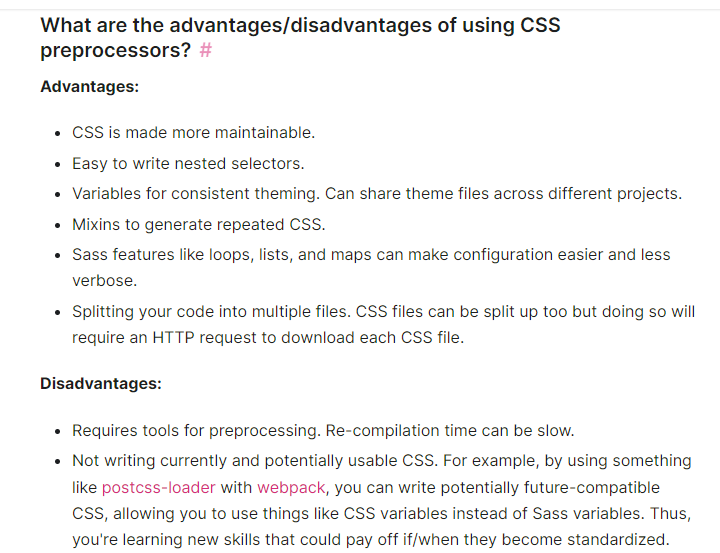 What are the advantages/disadvantages of using CSS
preprocessors? #
Advantages:
• CSS is made more maintainable.
• Easy to write nested selectors.
• Variables for consistent theming. Can share theme files across different projects.
• Mixins to generate repeated CSS.
• Sass features like loops, lists, and maps can make configuration easier and less
verbose.
• Splitting your code into multiple files. CSS files can be split up too but doing so will
require an HTTP request to download each CSS file.
Disadvantages:
• Requires tools for preprocessing. Re-compilation time can be slow.
• Not writing currently and potentially usable CSS. For example, by using something
like postcss-loader with webpack, you can write potentially future-compatible
CSS, allowing you to use things like CSS variables instead of Sass variables. Thus,
you're learning new skills that could pay off if/when they become standardized.